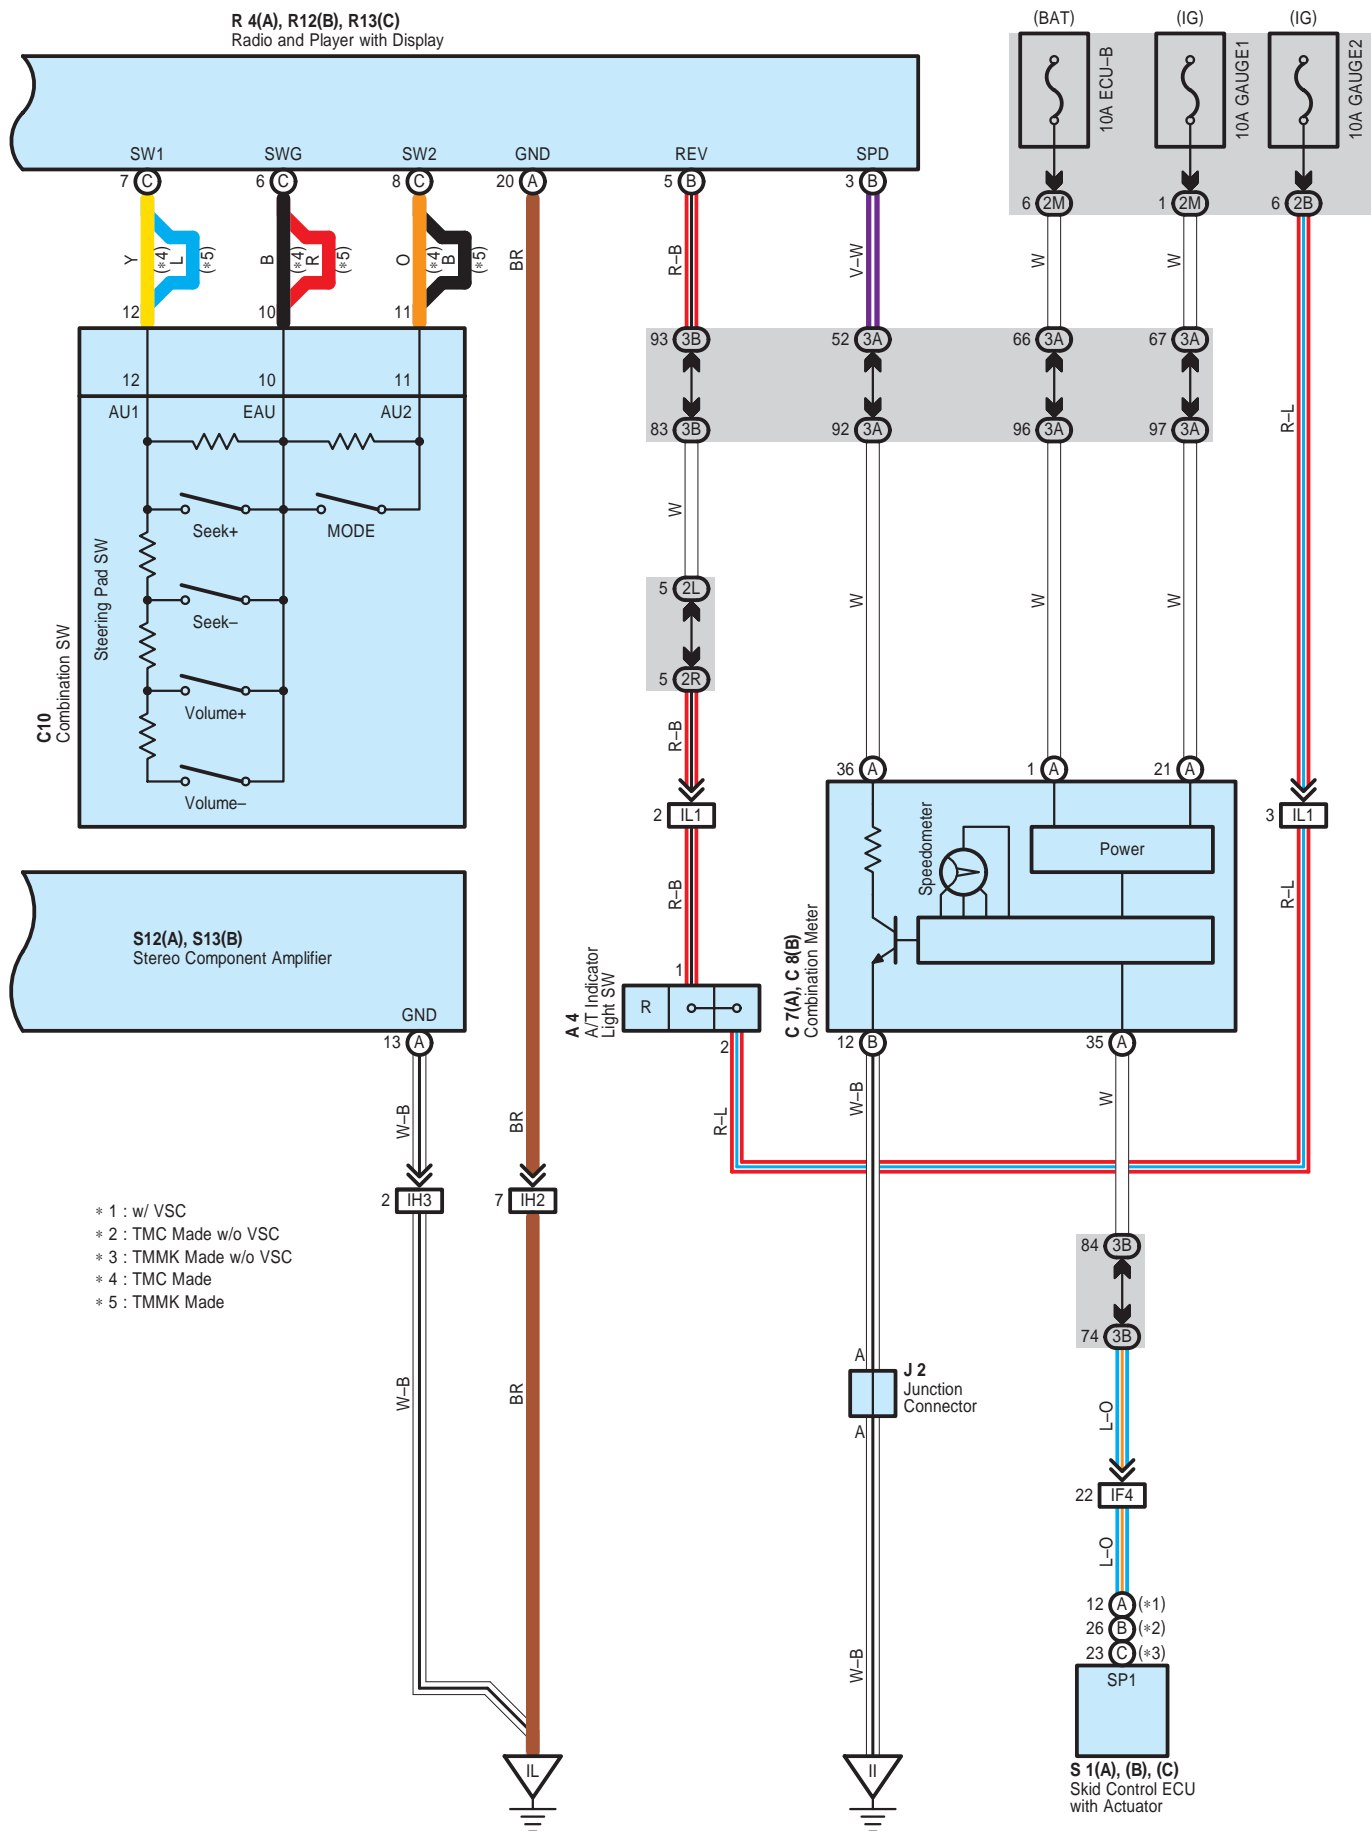 R 4(A), R12(B), R13(C)
Radio and Player with Display
(BAT)
(IG)
(IG)
10A ECU–B
10A GAUGE1
10A GAUGE2
SW1
SWG
SW2
GND
REV
SPD
7 C
6 C
8 C
20 A
5 B
3 B
6 2M
1 2M
6 2B
Y
(*4)
L
(*5)
B
(*4)
R
(*5)
O
(*4)
B
(*5)
BR
R–B
V–W
W
W
R–L
12
10
11
93 3B
52 3A
66 3A
67 3A
83 3B
92 3A
96 3A
97 3A
12
10
11
AU1
EAU
AU2
Seek+
MODE
Seek–
Volume+
Volume–
Steering Pad SW
C10
Combination SW
W
5 2L
5 2R
R–B
2 IL1
R–B
W
W
W
36 A
1 A
21 A
3 IL1
R–L
Speedometer
Power
C 7(A), C 8(B)
Combination Meter
S12(A), S13(B)
Stereo Component Amplifier
GND
13 A
1
R
2
A 4
A/T Indicator
Light SW
12 B
35 A
W–B
BR
R–L
W–B
W
2 IH3
7 IH2
* 1 : w/ VSC
* 2 : TMC Made w/o VSC
* 3 : TMMK Made w/o VSC
* 4 : TMC Made
* 5 : TMMK Made
84 3B
74 3B
W–B
BR
A
J 2
Junction
Connector
A
L–O
22 IF4
L–O
12 A (*1)
26 B (*2)
23 C (*3)
SP1
W–B
IL
II
S 1(A), (B), (C)
Skid Control ECU
with Actuator